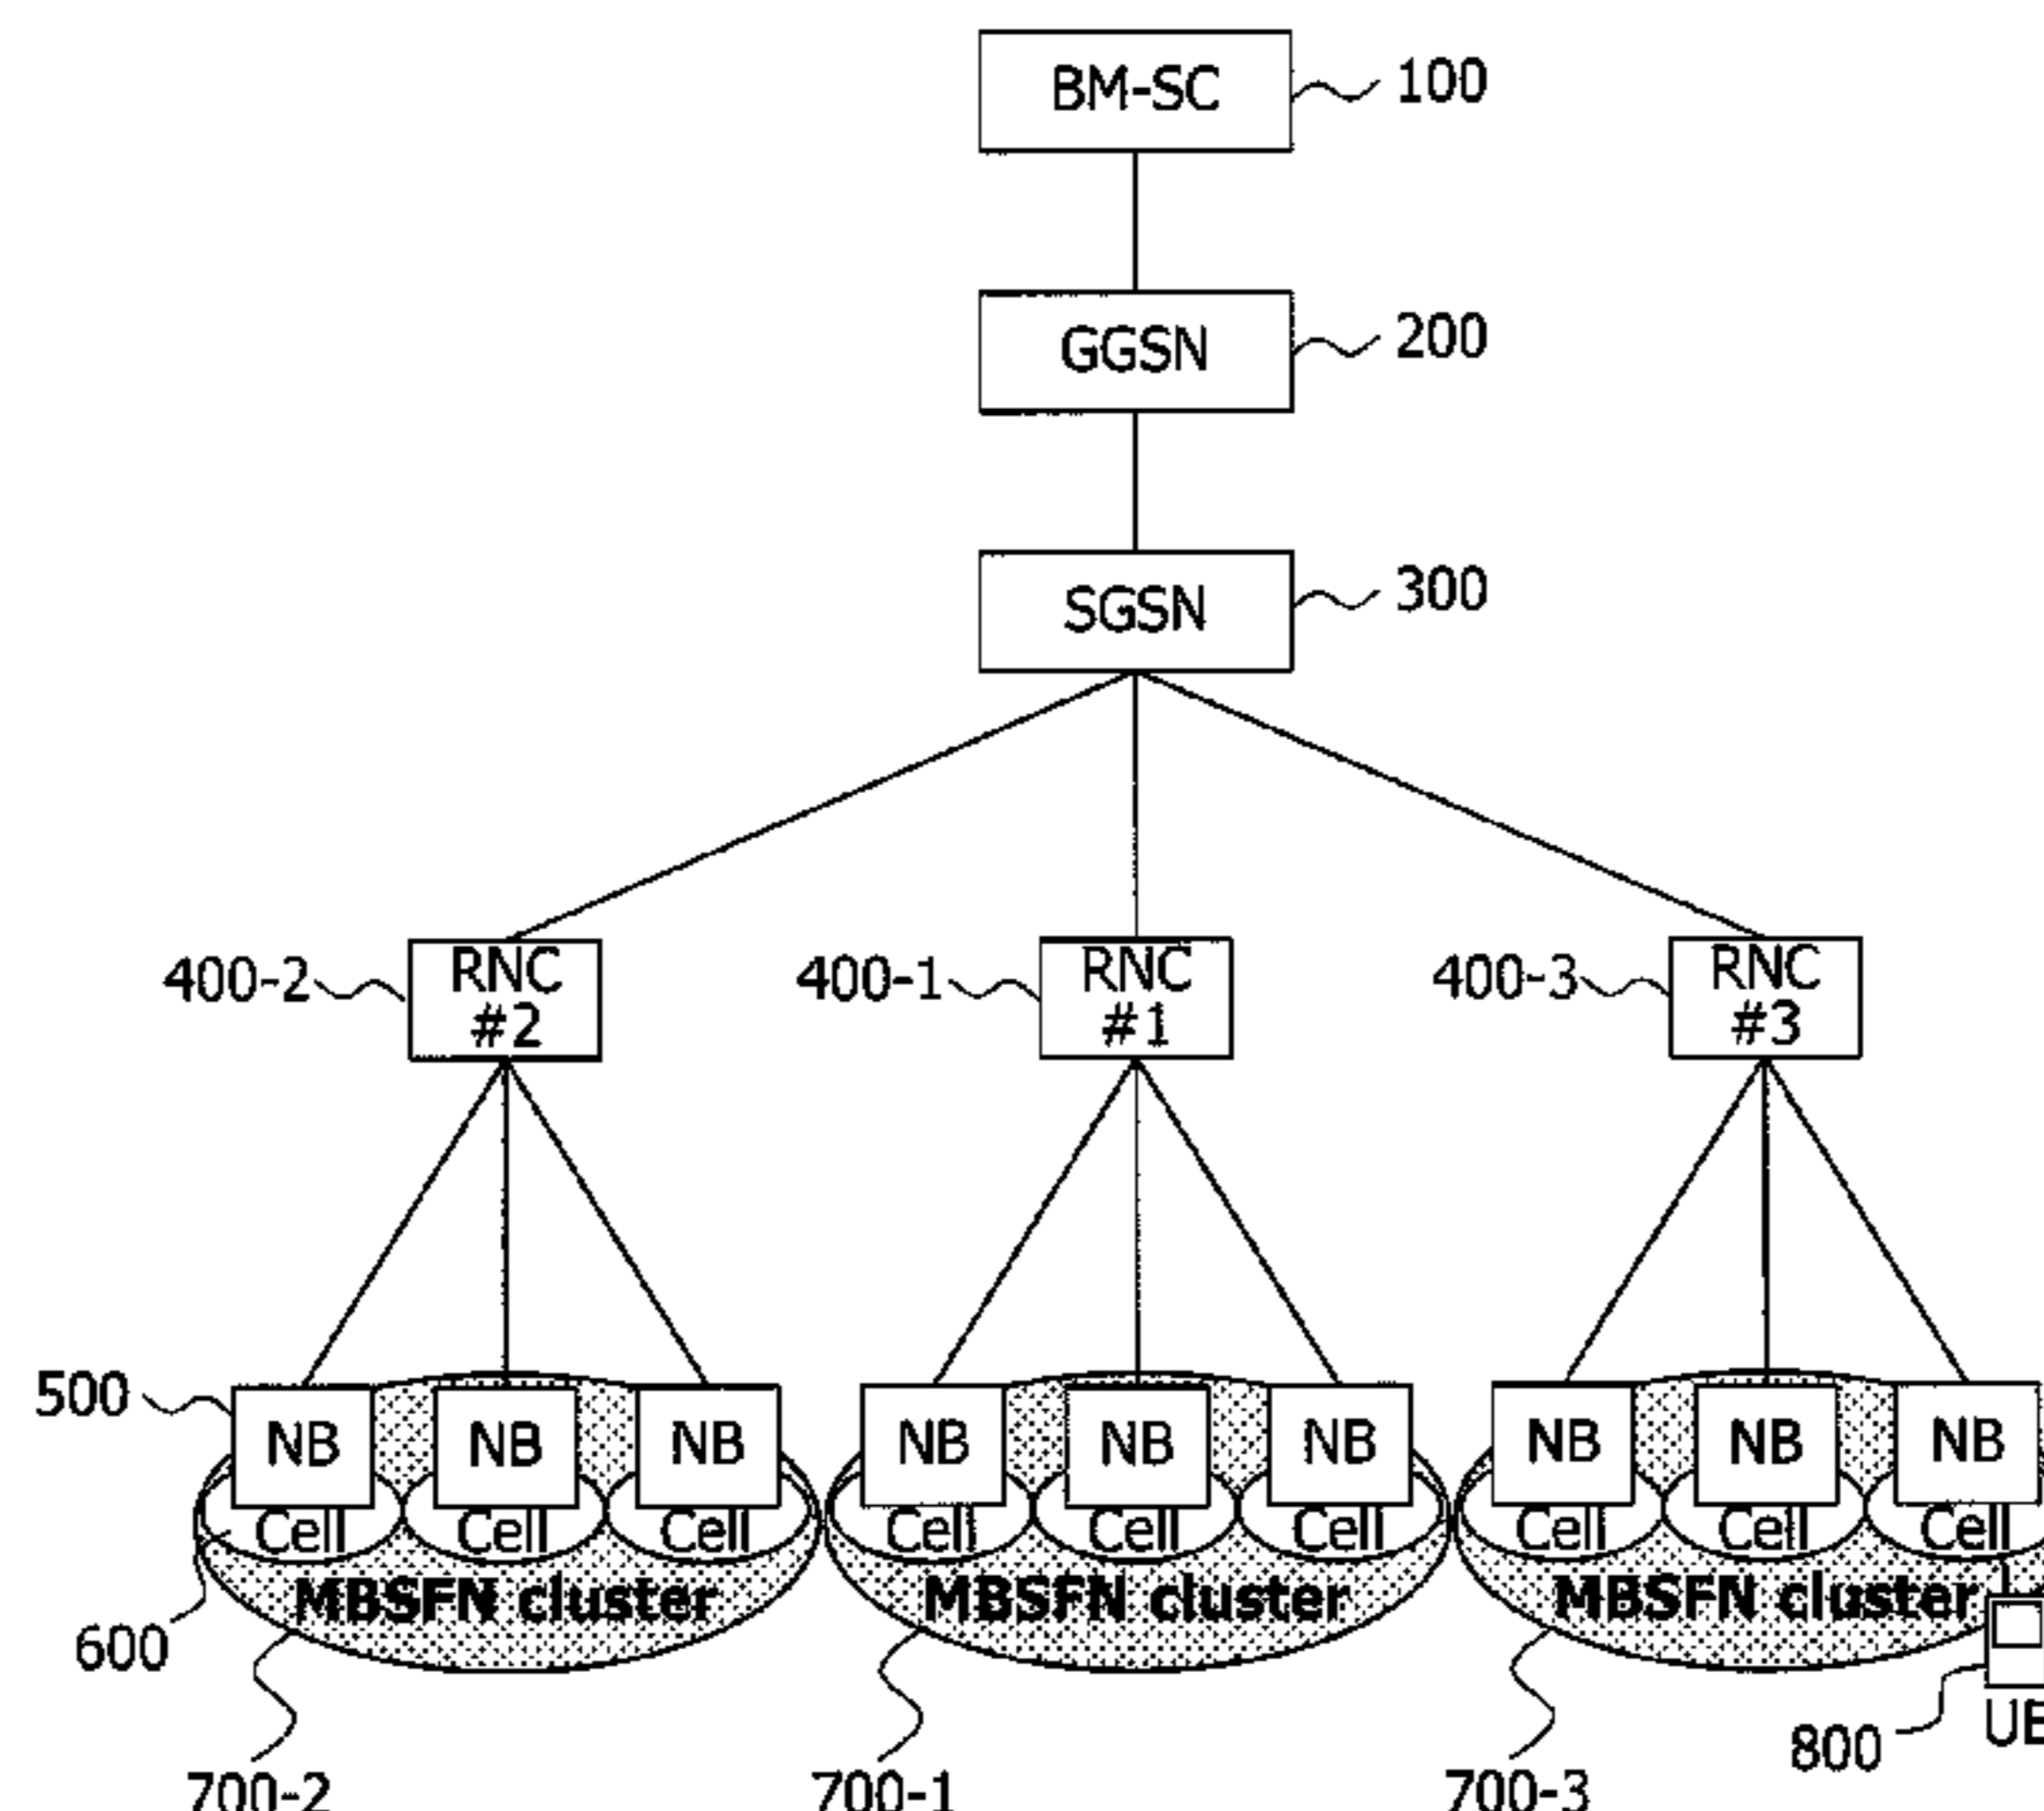 BM-SC
100
GGSN
200
SGSN
300
400-2
RNC
#2
400-1
RNC
#1
400-3
RNC
#3
500
NB
NB
NB
NB
NB
NB
NB
NB
NB
Cell
Cell
Cell
Cell
Cell
Cell
Cell
Cell
Cell
MBSFN cluster
MBSFN cluster
MBSFN cluster
600
800
UE
700-2
700-1
700-3